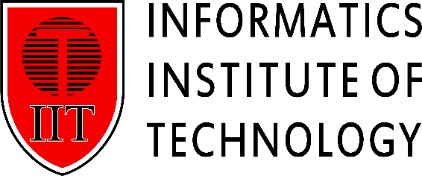 INFORMATICS
INSTITUTE OF
TECHNOLOGY
IIT